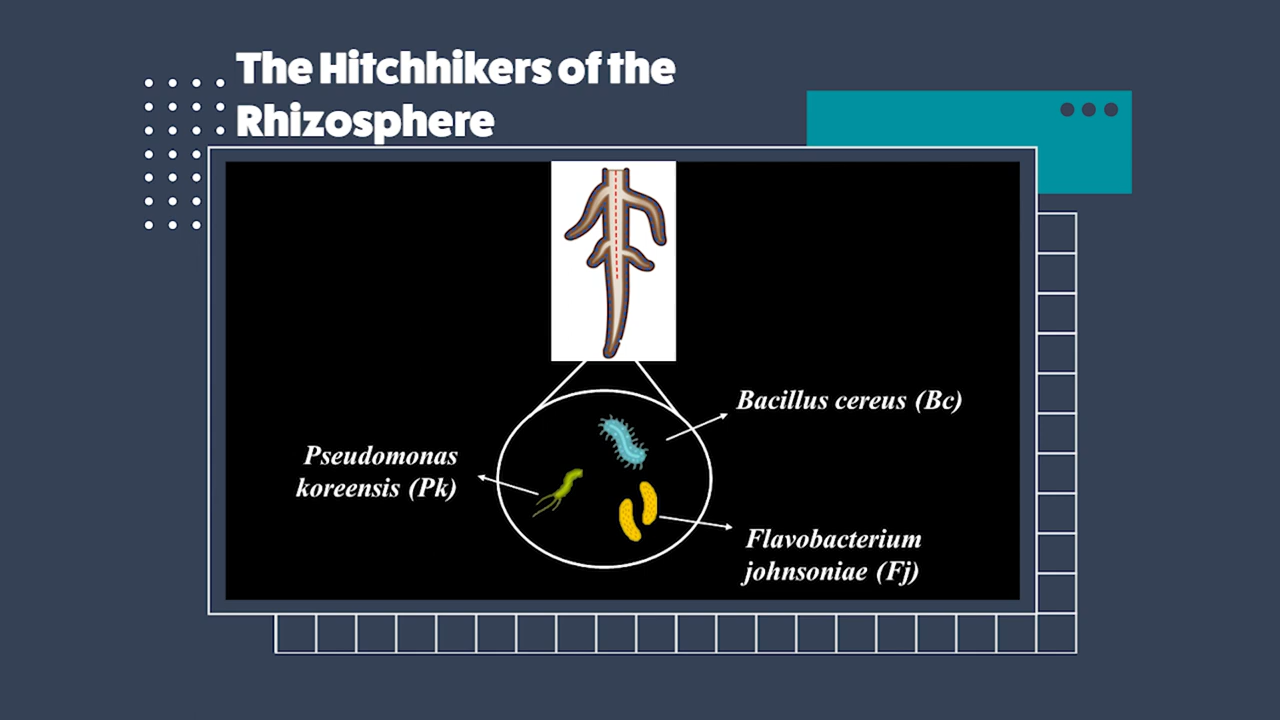 The Hitchhikers of the
Rhizosphere
Bacillus cereus (Bc)
Pseudomonas
koreensis (Pk)
Flavobacterium
johnsoniae (Fj)